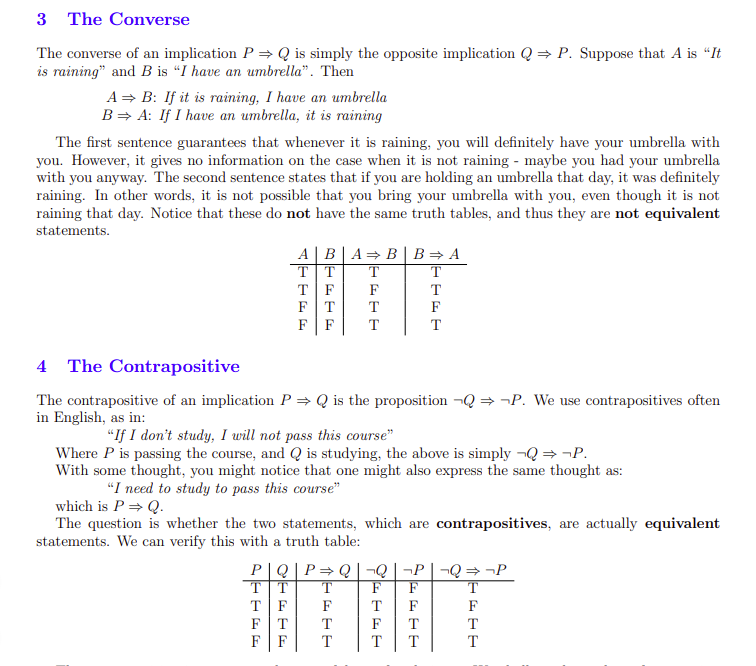 3 The Converse
The converse of an implication P ⇒ Q is simply the opposite implication Q ⇒ P. Suppose that A is “It
is raining” and B is “I have an umbrella”. Then
A ⇒ B: If it is raining, I have an umbrella
B ⇒ A: If I have an umbrella, it is raining
The first sentence guarantees that whenever it is raining, you will definitely have your umbrella with
you. However, it gives no information on the case when it is not raining - maybe you had your umbrella
with you anyway. The second sentence states that if you are holding an umbrella that day, it was definitely
raining. In other words, it is not possible that you bring your umbrella with you, even though it is not
raining that day. Notice that these do not have the same truth tables, and thus they are not equivalent
statements.
A B A ⇒ B B ⇒ A
T T T T
T F F T
F T T F
F F T T
4 The Contrapositive
The contrapositive of an implication P ⇒ Q is the proposition ¬Q ⇒ ¬P. We use contrapositives often
in English, as in:
“If I don’t study, I will not pass this course”
Where P is passing the course, and Q is studying, the above is simply ¬Q ⇒ ¬P.
With some thought, you might notice that one might also express the same thought as:
“I need to study to pass this course”
which is P ⇒ Q.
The question is whether the two statements, which are contrapositives, are actually equivalent
statements. We can verify this with a truth table:
P Q P ⇒ Q ¬Q ¬P ¬Q ⇒ ¬P
T T T F F T
T F F T F F
F T T F T T
F F T T T T